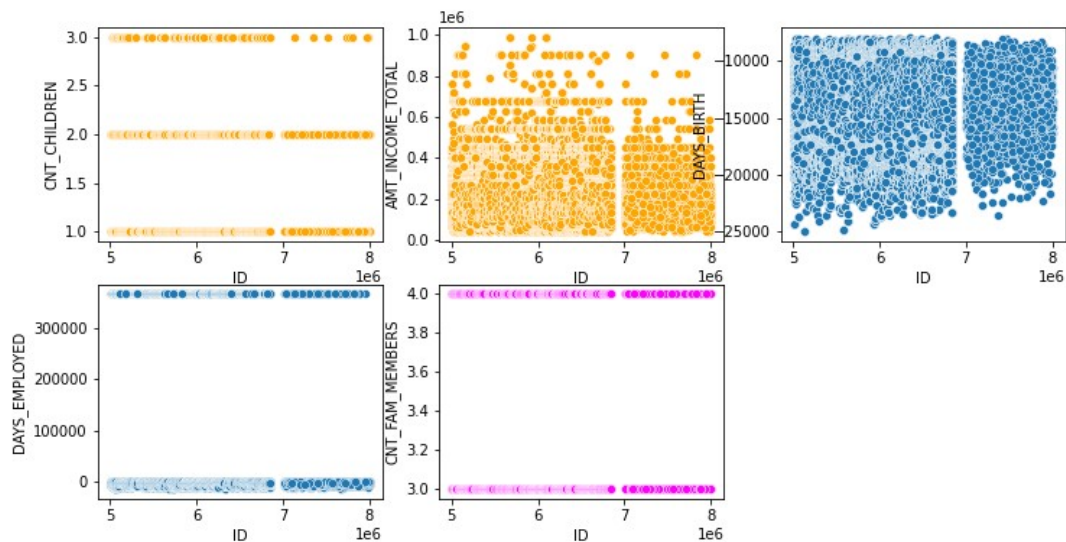 CNT_CHILDREN
3.0
2.5
2.0
1.5
1.0
5 6 7 8
ID
1e6
AMT_INCOME_TOTAL
1e6
1.0
0.8
0.6
0.4
0.2
0.0
5 6 7 8
ID
1e6
DAYS_BIRTH
−10000
−15000
−20000
−25000
5 6 7 8
ID
1e6
DAYS_EMPLOYED
300000
200000
100000
0
5 6 7 8
ID
1e6
CNT_FAM_MEMBERS
4.0
3.8
3.6
3.4
3.2
3.0
5 6 7 8
ID
1e6